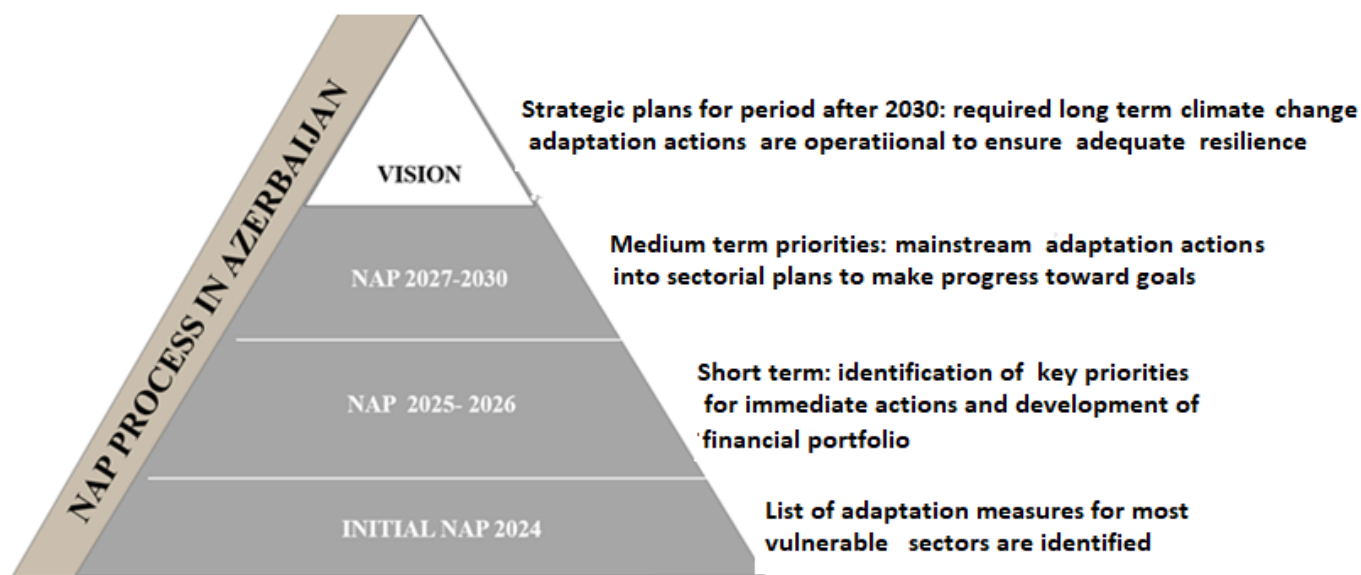 NAP PROCESS IN AZERBAIJAN
Strategic plans for period after 2030: required long term climate change
adaptation actions are operatiional to ensure adequate resilience
VISION
Medium term priorities: mainstream adaptation actions
into sectorial plans to make progress toward goals
NAP 2027-2030
Short term: identification of key priorities
for immediate actions and development of
financial portfolio
NAP 2025- 2026
List of adaptation measures for most
vulnerable sectors are identified
INITIAL NAP 2024